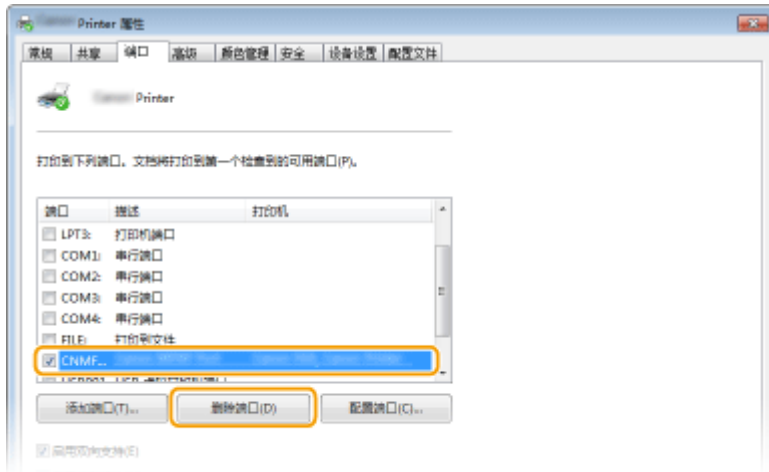 Printer 属性
常规 共享 端口 高级 颜色管理 安全 设备设置 配置文件
Printer
打印到下列端口。文档将打印到第一个检查到的可用端口(P)。
端口 描述 打印机
LPT3: 打印机端口
COM1: 串行端口
COM2: 串行端口
COM3: 串行端口
COM4: 串行端口
FILE: 打印到文件
CNMF...
添加端口(T)... 删除端口(D) 配置端口(C)...
启用双向支持(E)